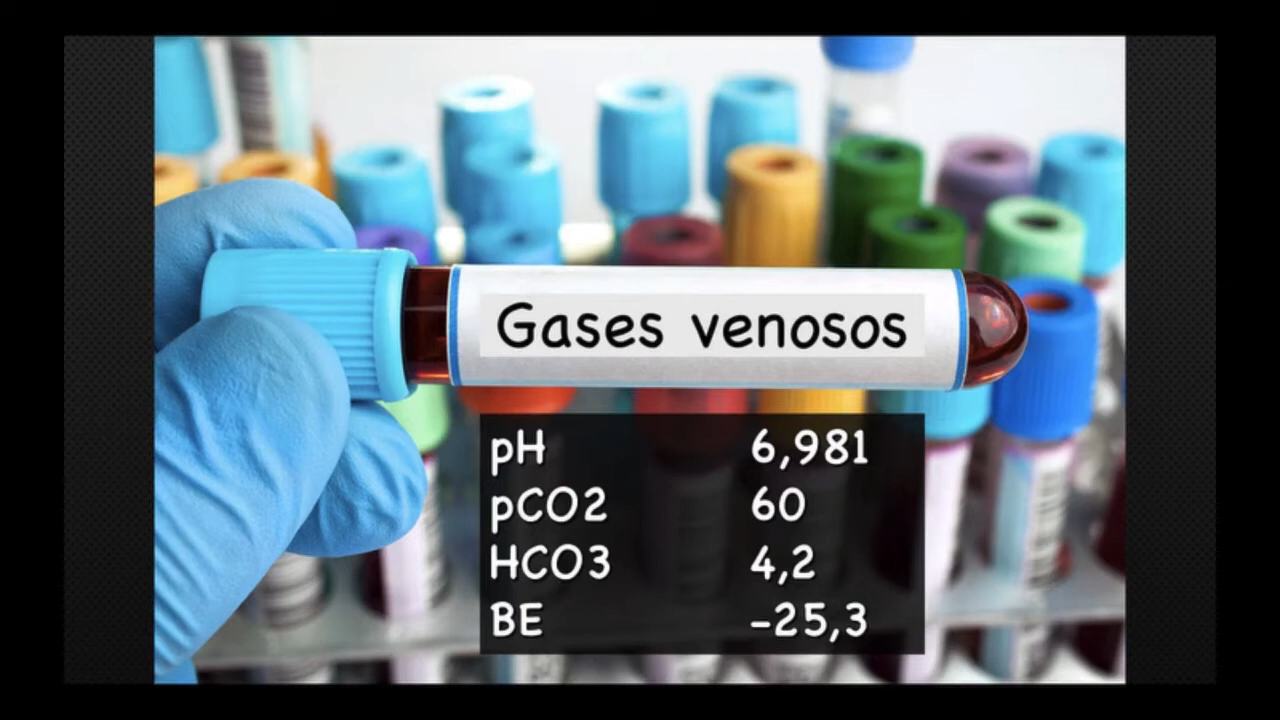 Gases venosos
pH 6,981
pCO2 60
HCO3 4,2
BE -25,3